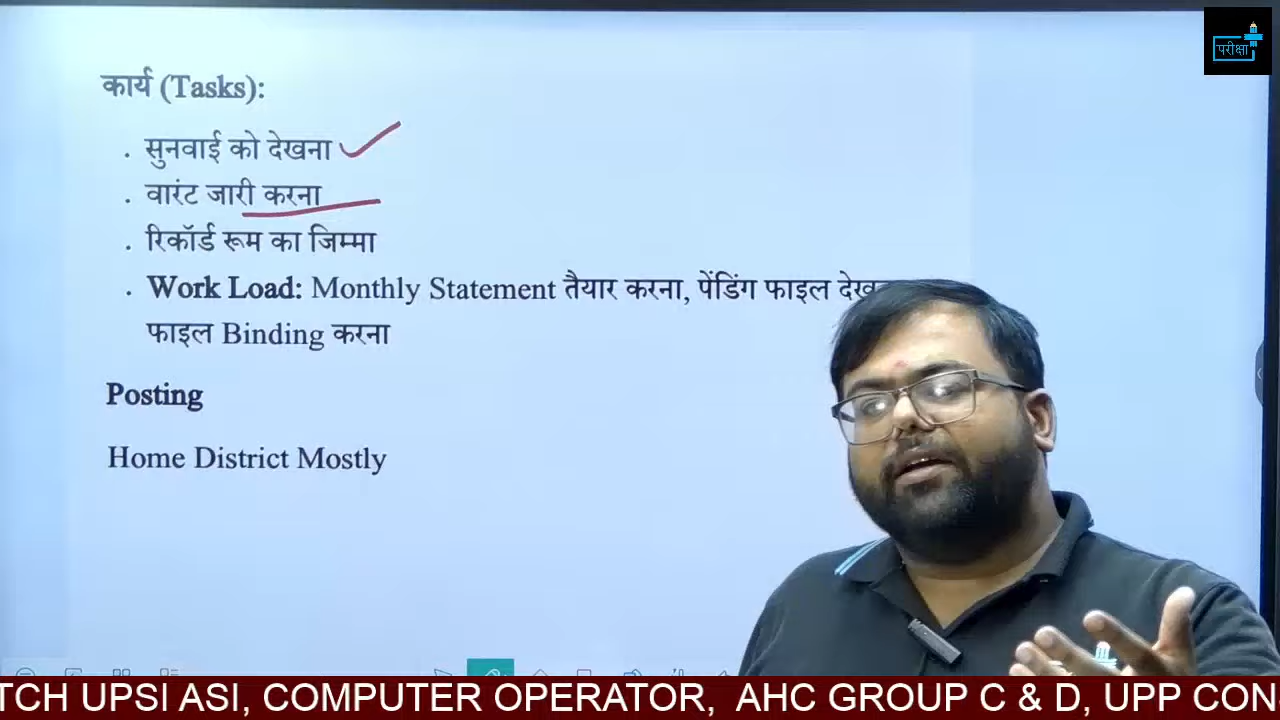 परीक्षा
कार्य (Tasks):
. सुनवाई को देखना
. वारंट जारी करना
. रिकॉर्ड रूम का जिम्मा
. Work Load: Monthly Statement तैयार करना, पेंडिंग फाइल
फाइल Binding करना
Posting
Home District Mostly
TCH UPSI ASI, COMPUTER OPERATOR, AHC GROUP C & D, UPP CON